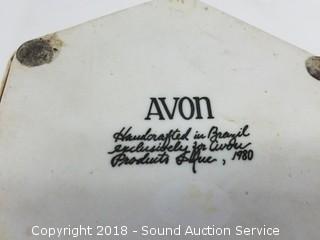 AVON
Handcrafted in Brazil
exclusively for Avon
Products Inc., 1980
Copyright 2018 - Sound Auction Service